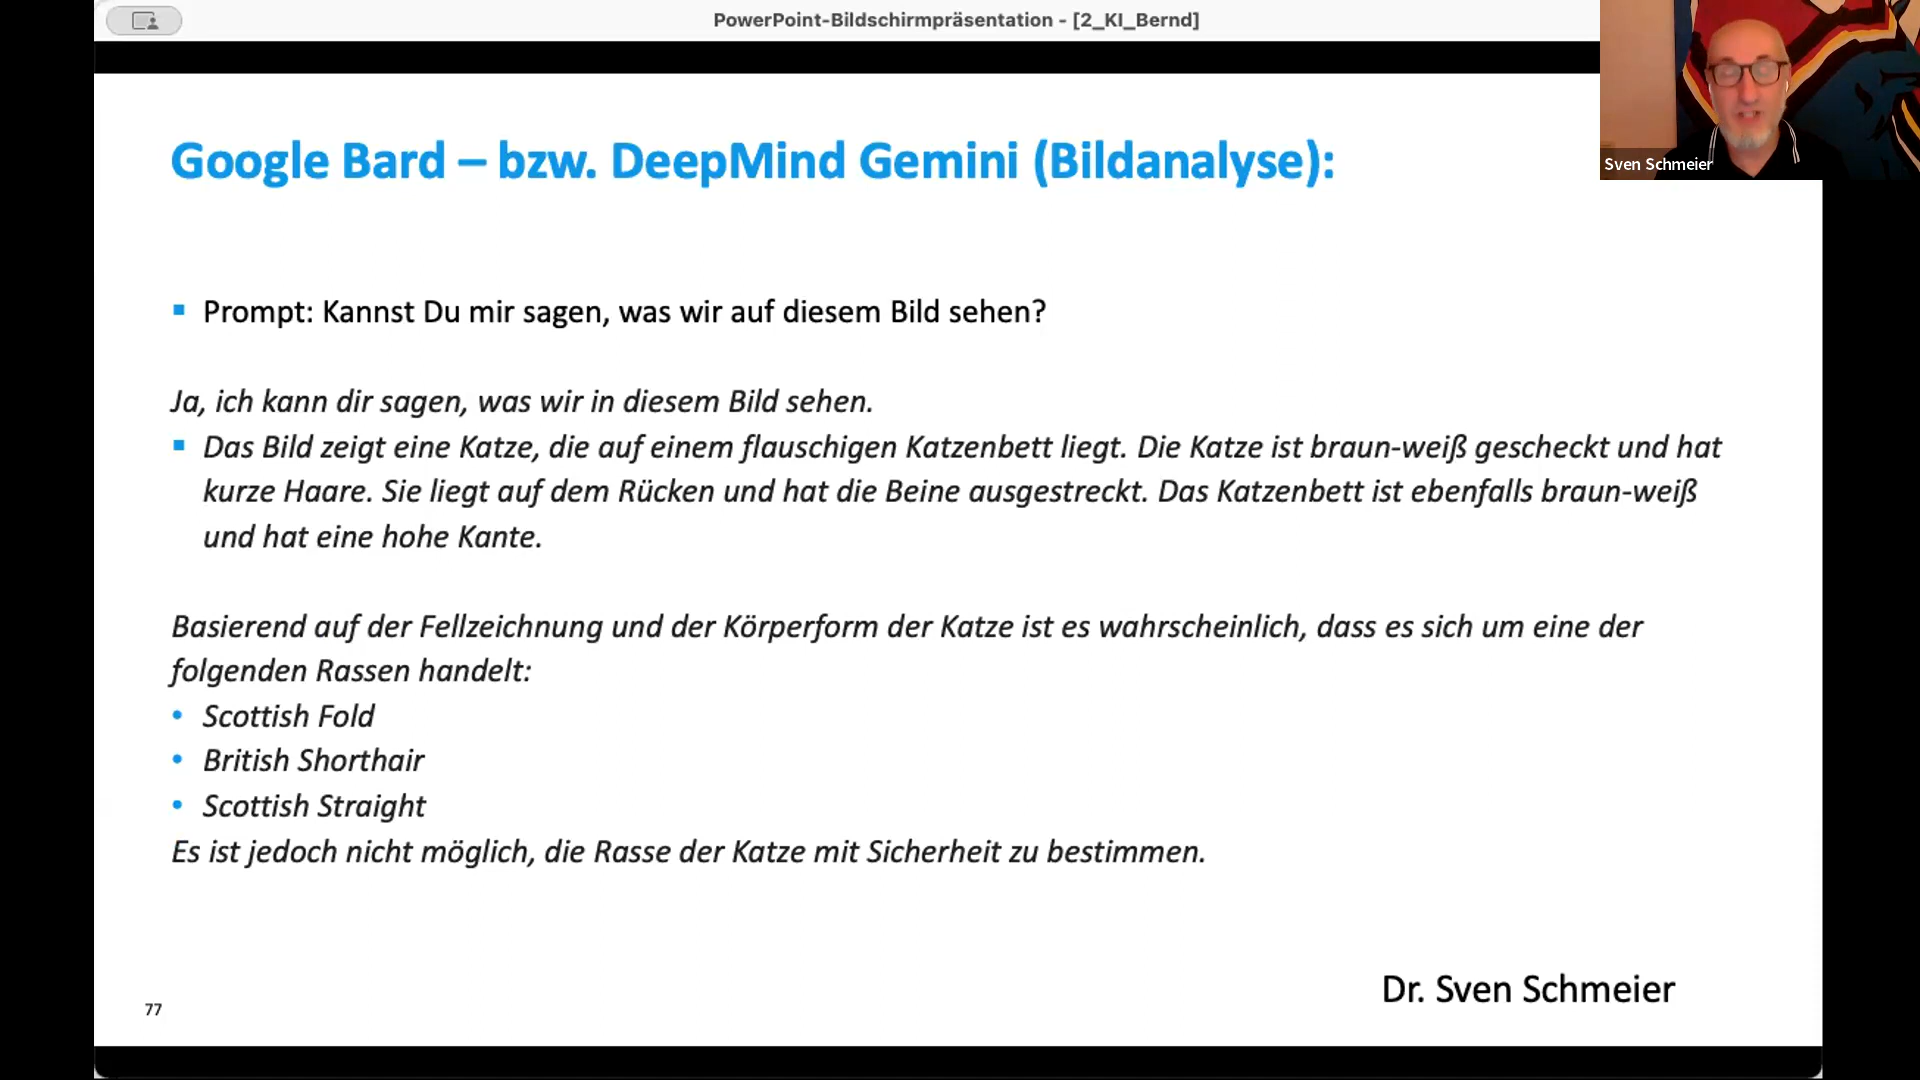 PowerPoint-Bildschirmpräsentation - [2_KI_Bernd]
Sven Schmeier
Google Bard – bzw. DeepMind Gemini (Bildanalyse):
Prompt: Kannst Du mir sagen, was wir auf diesem Bild sehen?
Ja, ich kann dir sagen, was wir in diesem Bild sehen.
Das Bild zeigt eine Katze, die auf einem flauschigen Katzenbett liegt. Die Katze ist braun-weiß gescheckt und hat
kurze Haare. Sie liegt auf dem Rücken und hat die Beine ausgestreckt. Das Katzenbett ist ebenfalls braun-weiß
und hat eine hohe Kante.
Basierend auf der Fellzeichnung und der Körperform der Katze ist es wahrscheinlich, dass es sich um eine der
folgenden Rassen handelt:
Scottish Fold
British Shorthair
Scottish Straight
Es ist jedoch nicht möglich, die Rasse der Katze mit Sicherheit zu bestimmen.
Dr. Sven Schmeier
77